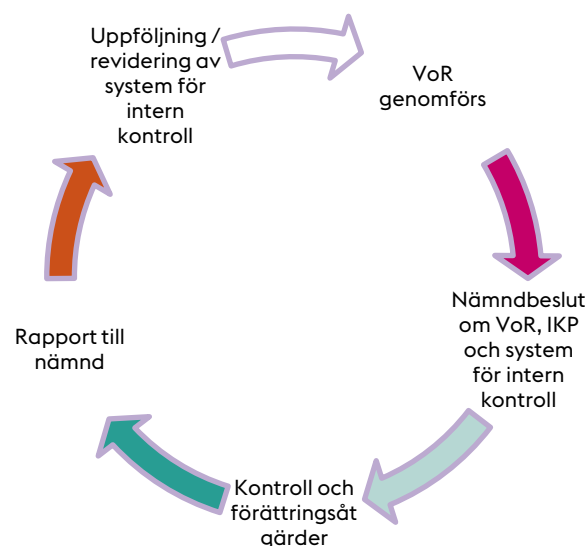 Uppföljning /
revidering av
system för
intern
kontroll
VoR
genomförs
Nämndbeslut
om VoR, IKP
och system
för intern
kontroll
Kontroll och
förättringsåt
gärder
Rapport till
nämnd